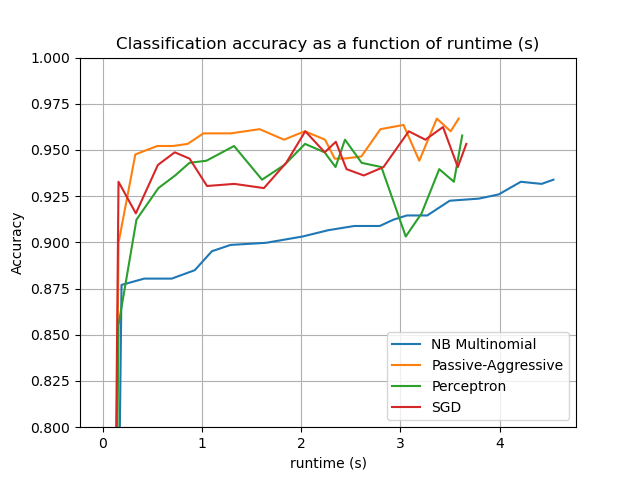 Classification accuracy as a function of runtime (s)
1.000
0.975
0.950
0.925
0.900
0.875
0.850
0.825
0.800
Accuracy
NB Multinomial
Passive-Aggressive
Perceptron
SGD
0 1 2 3 4
runtime (s)